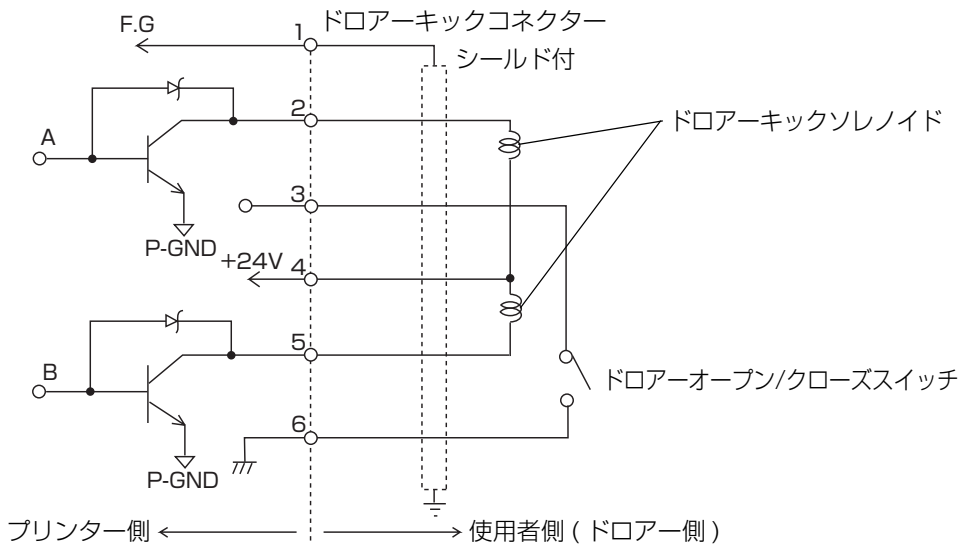 F.G
1
ドロアーキックコネクター
シールド付
2
ドロアーキックソレノイド
A
3
P-GND
+24V
4
5
B
ドロアーオープン/クローズスイッチ
6
P-GND
プリンター側
使用者側 ( ドロアー側 )